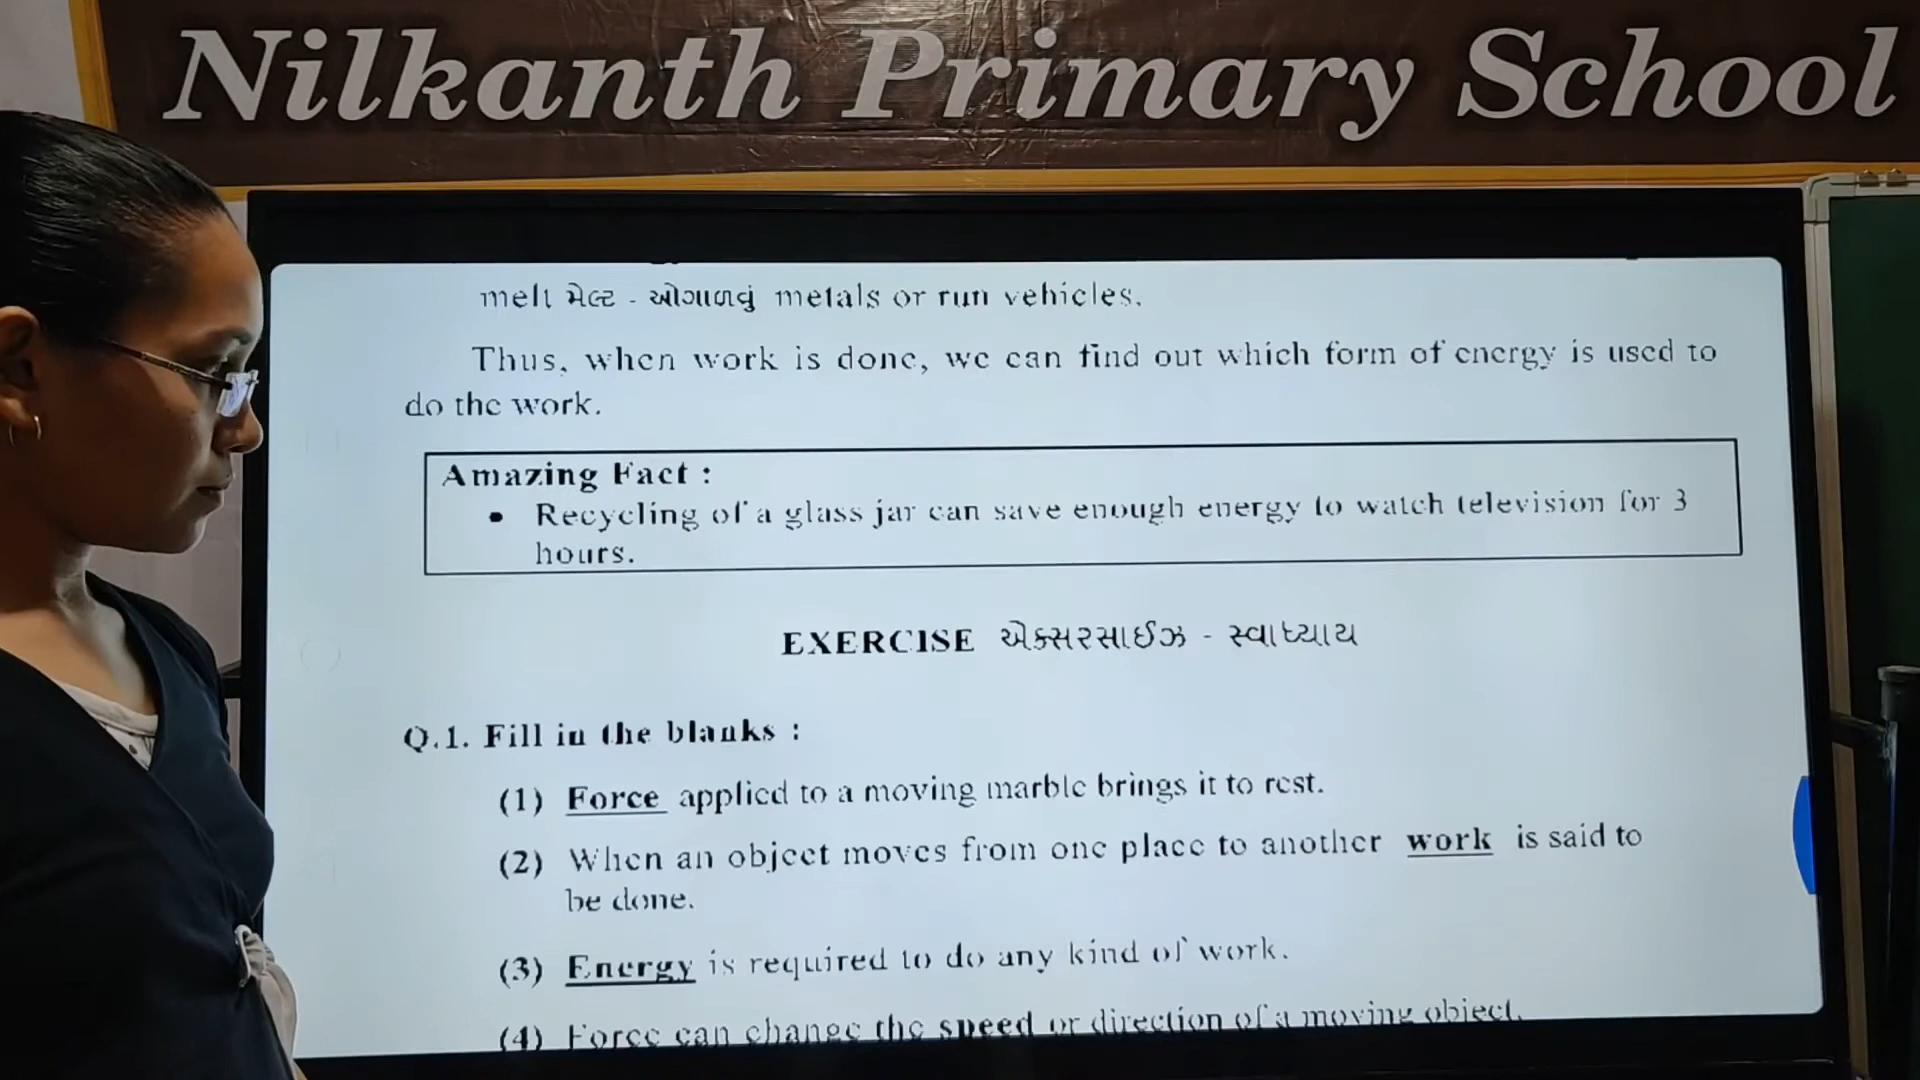 Nilkanth Primary School
melt મેલ્ટ - ઓગાળવું metals or run vehicles.
Thus, when work is done, we can find out which form of energy is used to
do the work.
Amazing Fact :
• Recycling of a glass jar can save enough energy to watch television for 3
hours.
EXERCISE એક્સરસાઈઝ - સ્વાધ્યાય
Q.1. Fill in the blanks :
(1) Force applied to a moving marble brings it to rest.
(2) When an object moves from one place to another work is said to
be done.
(3) Energy is required to do any kind of work.
(4) Force can change the speed or direction of a moving object.